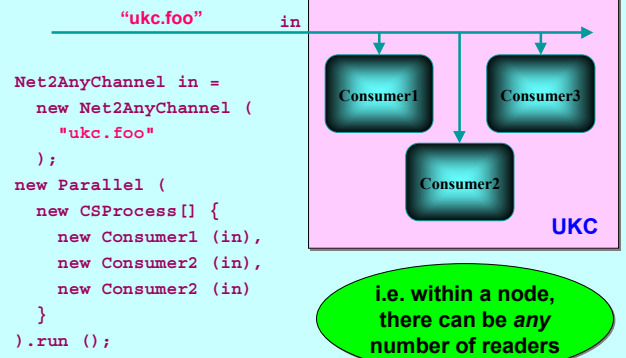 “ukc.foo”
in
Net2AnyChannel in =
new Net2AnyChannel (
"ukc.foo"
);
new Parallel (
new CSProcess[] {
new Consumer1 (in),
new Consumer2 (in),
new Consumer2 (in)
}
).run ();
Consumer1
Consumer3
Consumer2
UKC
i.e. within a node,
there can be any
number of readers